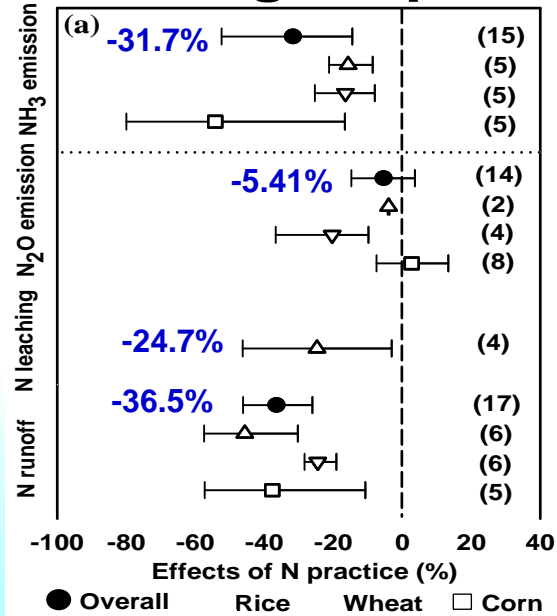 (a)
-31.7%
(15)
(5)
(5)
(5)
-5.41%
(14)
(2)
(4)
(8)
-24.7%
(4)
-36.5%
(17)
(6)
(6)
(5)
NH3 emission
N2O emission
N leaching
N runoff
-100 -80 -60 -40 -20 0 20 40
Effects of N practice (%)
Overall Rice Wheat Corn